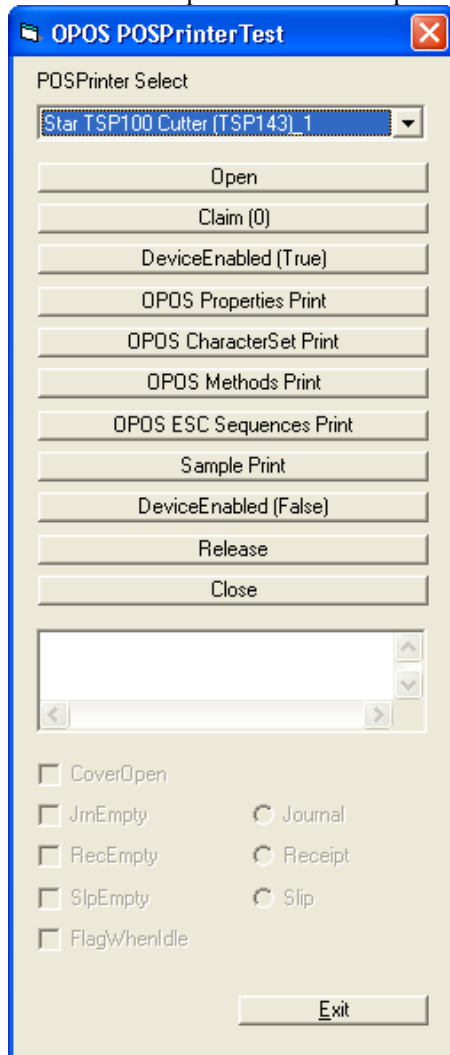 OPOS POSPrinterTest
POSPrinter Select
Star TSP100 Cutter (TSP143)_1
Open
Claim (0)
DeviceEnabled (True)
OPOS Properties Print
OPOS CharacterSet Print
OPOS Methods Print
OPOS ESC Sequences Print
Sample Print
DeviceEnabled (False)
Release
Close
CoverOpen
JrnEmpty Journal
RecEmpty Receipt
SlpEmpty Slip
FlagWhenIdle
Exit